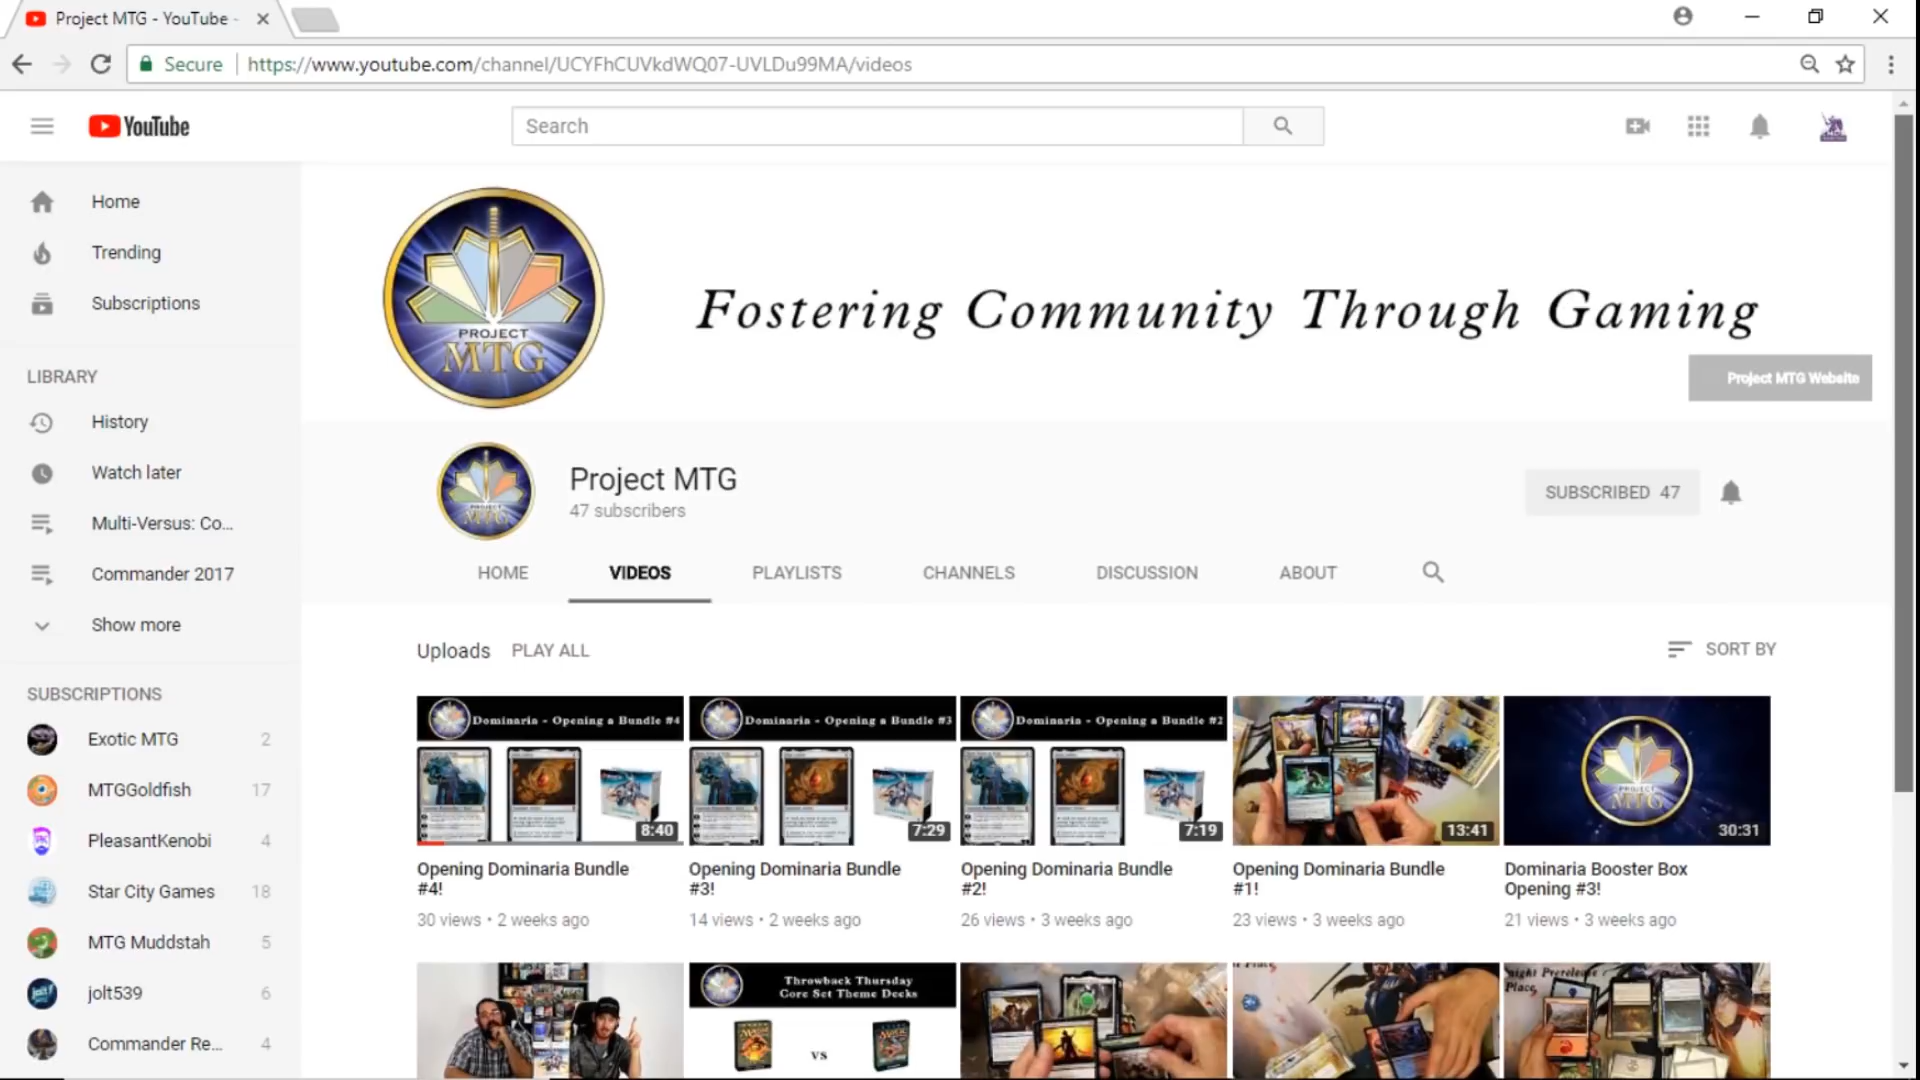 Project MTG - YouTube -
Secure https://www.youtube.com/channel/UCYFhCUVkdWQ07-UVLDu99MA/videos
YouTube
Search
Home
Trending
Subscriptions
LIBRARY
History
Watch later
Multi-Versus: Co...
Commander 2017
Show more
SUBSCRIPTIONS
Exotic MTG 2
MTGGoldfish 17
PleasantKenobi 4
Star City Games 18
MTG Muddstah 5
jolt539 6
Commander Re... 4
PROJECT
MTG
Fostering Community Through Gaming
Project MTG Website
Project MTG
47 subscribers
SUBSCRIBED 47
HOME VIDEOS PLAYLISTS CHANNELS DISCUSSION ABOUT
Uploads PLAY ALL
SORT BY
Dominaria - Opening a Bundle #4
8:40
Opening Dominaria Bundle
#4!
30 views • 2 weeks ago
Dominaria - Opening a Bundle #3
7:29
Opening Dominaria Bundle
#3!
14 views • 2 weeks ago
Dominaria - Opening a Bundle #2
7:19
Opening Dominaria Bundle
#2!
26 views • 3 weeks ago
13:41
Opening Dominaria Bundle
#1!
23 views • 3 weeks ago
PROJECT
MTG
30:31
Dominaria Booster Box
Opening #3!
21 views • 3 weeks ago
Throwback Thursday
Core Set Theme Decks
VS
Place,
Prerelease
Place,